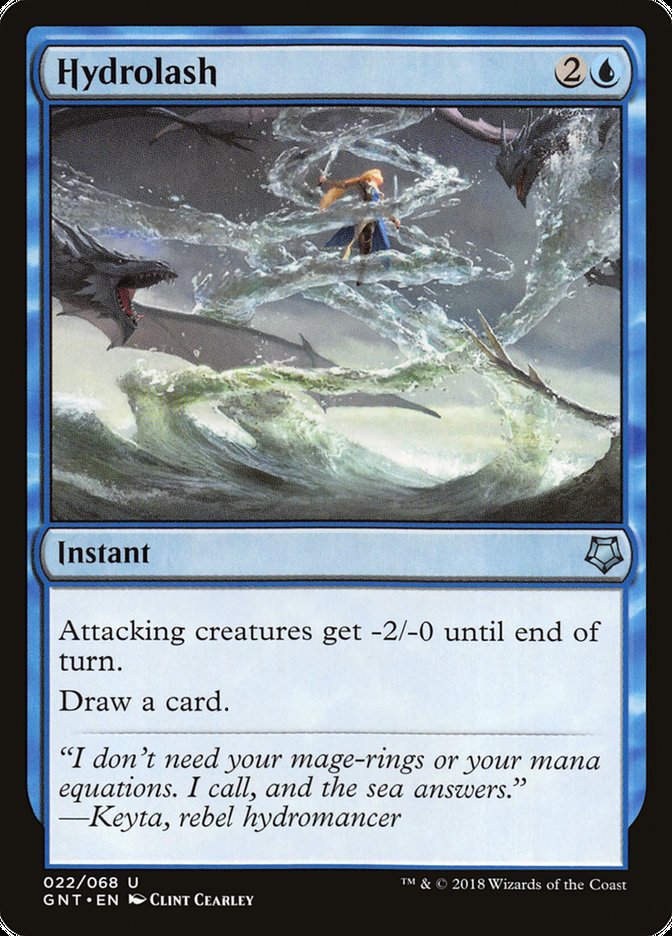 Hydrolash 2
Instant
Attacking creatures get -2/-0 until end of
turn.
Draw a card.
“I don’t need your mage-rings or your mana
equations. I call, and the sea answers.”
—Keyta, rebel hydromancer
022/068 U
GNT • EN Clint Cearley
™ & © 2018 Wizards of the Coast